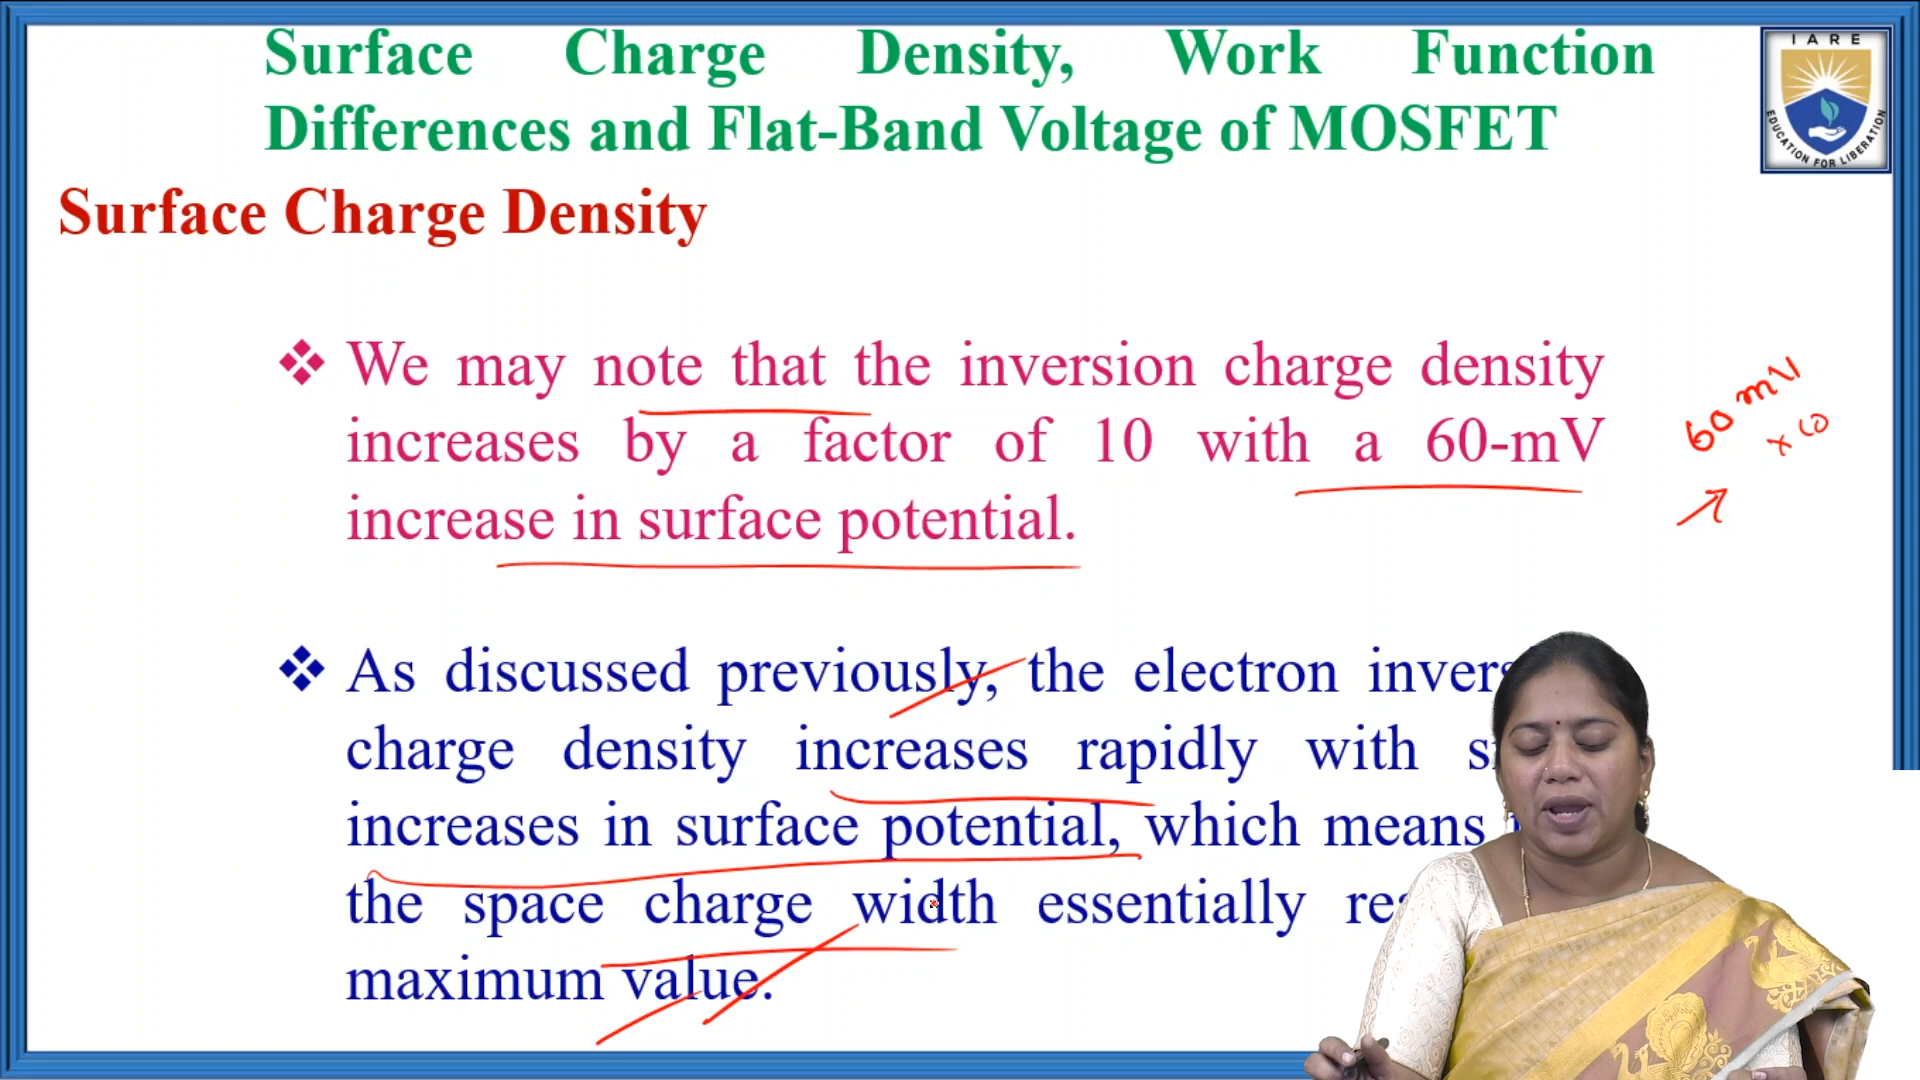 Surface Charge Density, Work Function
Differences and Flat-Band Voltage of MOSFET
IARE
EDUCATION FOR LIBERATION
Surface Charge Density
❖ We may note that the inversion charge density
increases by a factor of 10 with a 60-mV
increase in surface potential.
60 mV
× 10
❖ As discussed previously, the electron
charge density increases rapidly with
increases in surface potential, which means
the space charge width essentially
maximum value.